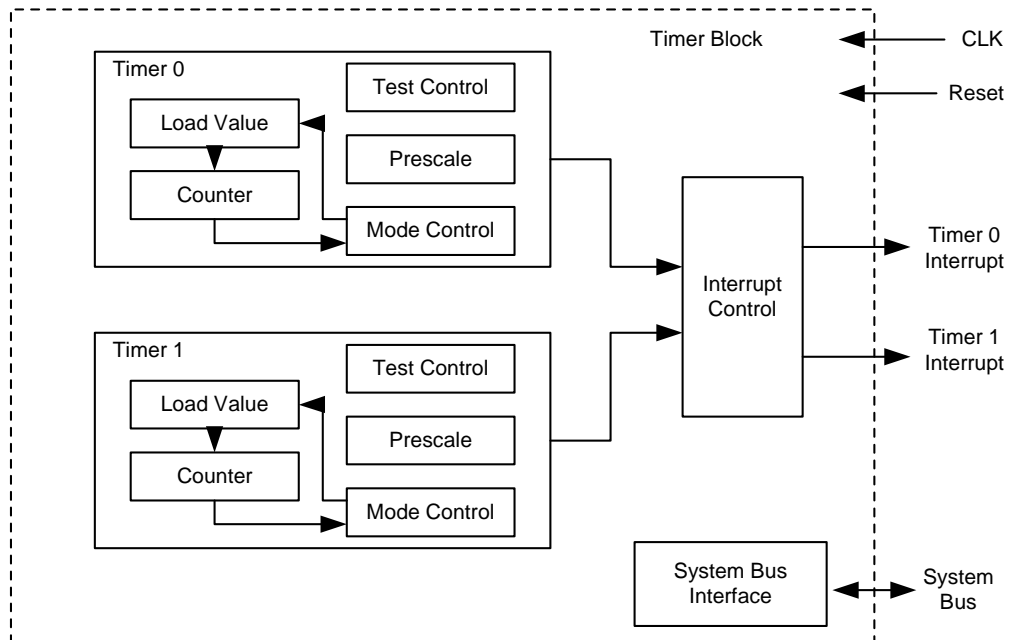 Timer Block
CLK
Reset
Timer 0
Test Control
Load Value
Prescale
Counter
Mode Control
Interrupt
Control
Timer 0
Interrupt
Timer 1
Interrupt
Timer 1
Test Control
Load Value
Prescale
Counter
Mode Control
System Bus
Interface
System
Bus